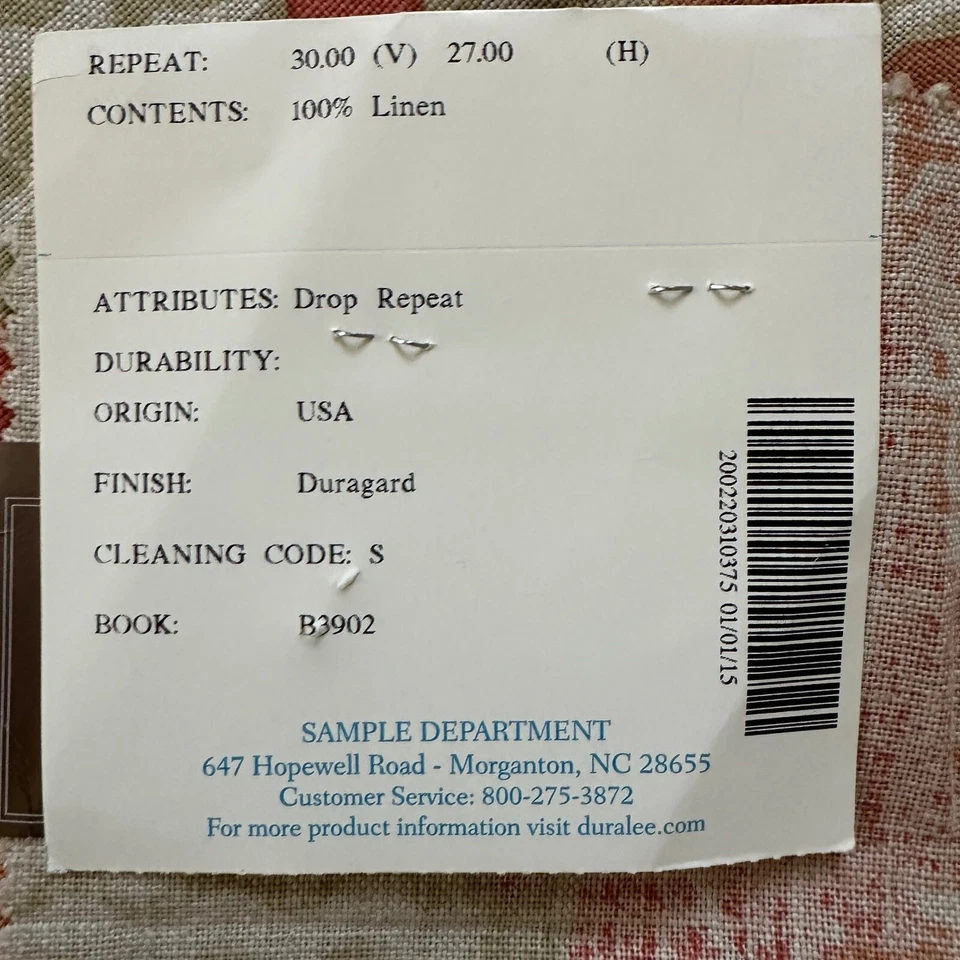 REPEAT: 30.00 (V) 27.00 (H)
CONTENTS: 100% Linen
ATTRIBUTES: Drop Repeat
DURABILITY:
ORIGIN: USA
FINISH: Duragard
CLEANING CODE: S
BOOK: B3902
200220310375 01/01/15
SAMPLE DEPARTMENT
647 Hopewell Road - Morganton, NC 28655
Customer Service: 800-275-3872
For more product information visit duralee.com